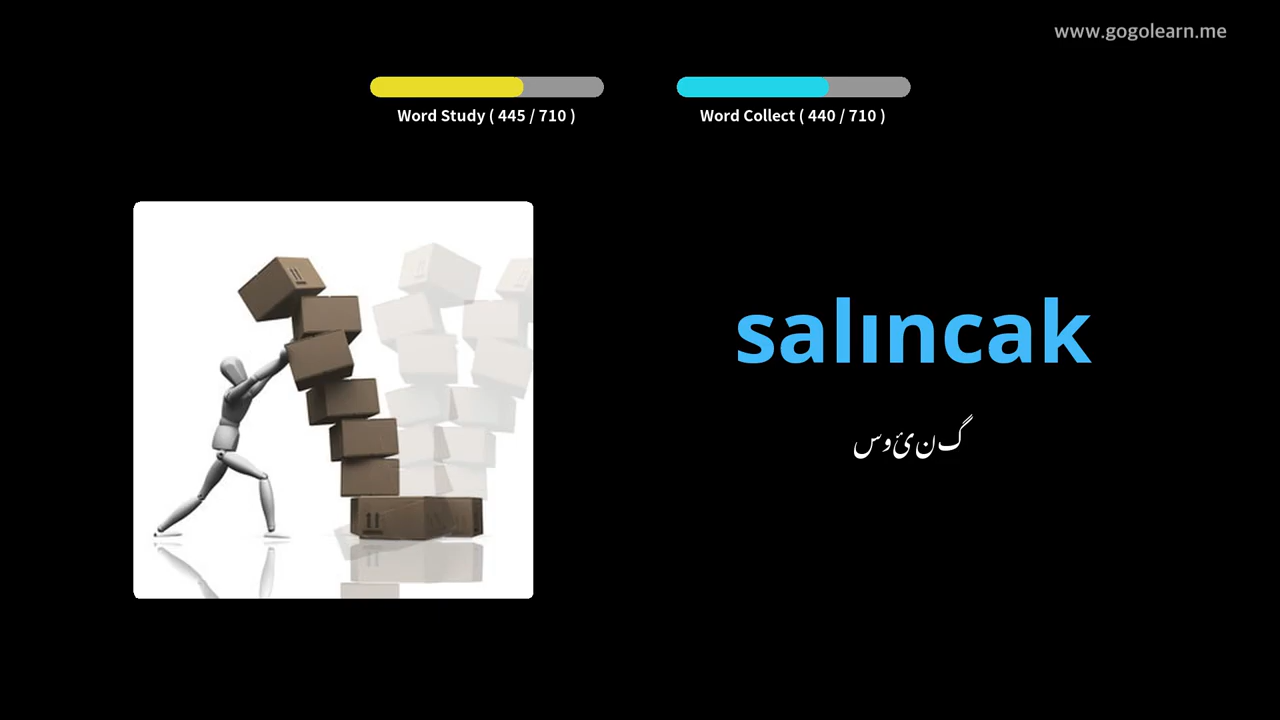 www.gogolearn.me
Word Study ( 445 / 710 )
Word Collect ( 440 / 710 )
salıncak
گ ن ئ و س